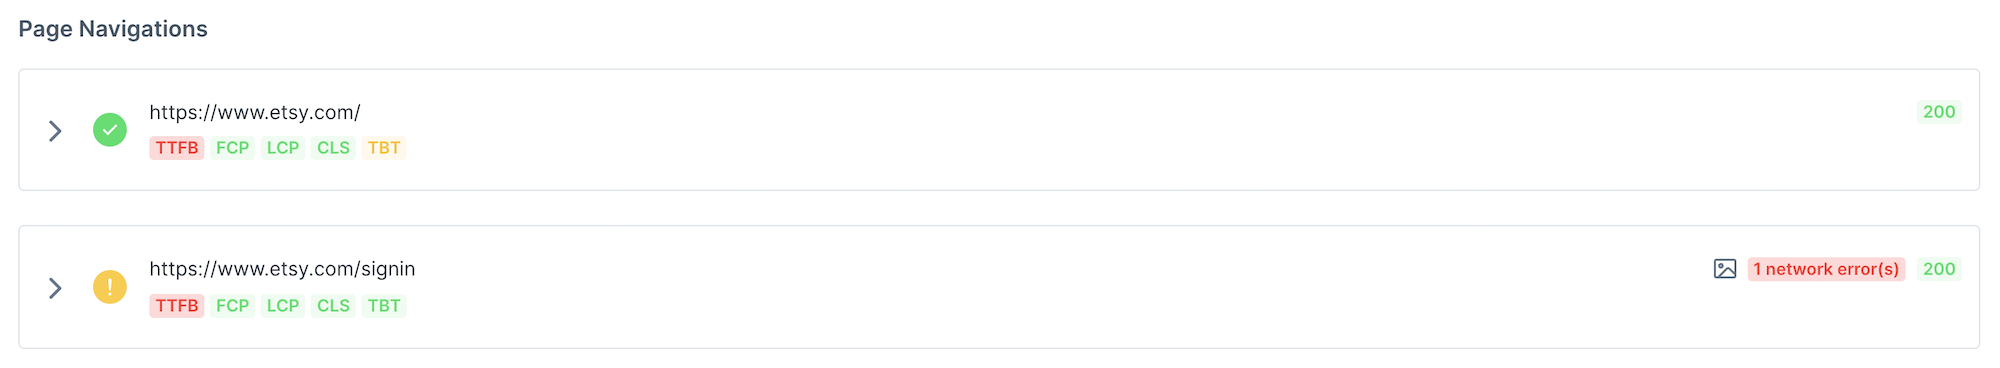 Page Navigations
https://www.etsy.com/
200
TTFB FCP LCP CLS TBT
https://www.etsy.com/signin
1 network error(s) 200
TTFB FCP LCP CLS TBT